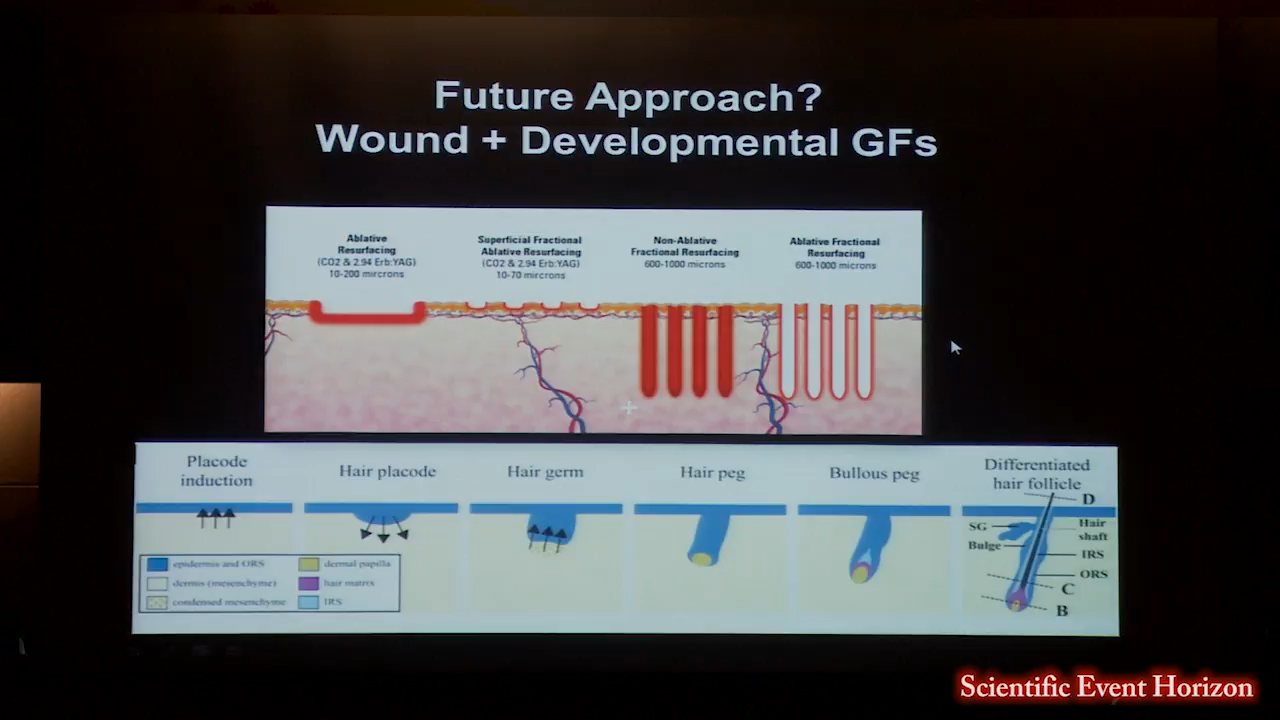 Future Approach?
Wound + Developmental GFs
Ablative
Resurfacing
(CO2 & 2.94 Erb:YAG)
10-200 mircrons
Superficial Fractional
Ablative Resurfacing
(CO2 & 2.94 Erb:YAG)
10-70 mircrons
Non-Ablative
Fractional Resurfacing
600-1000 microns
Ablative Fractional
Resurfacing
600-1000 microns
Placode
induction
Hair placode
Hair germ
Hair peg
Bullous peg
Differentiated
hair follicle
D
SG
Hair
shaft
Bulge
IRS
ORS
C
B
epidermis and ORS
dermis (mesenchyme)
condensed mesenchyme
dermal papilla
hair matrix
IRS
Scientific Event Horizon